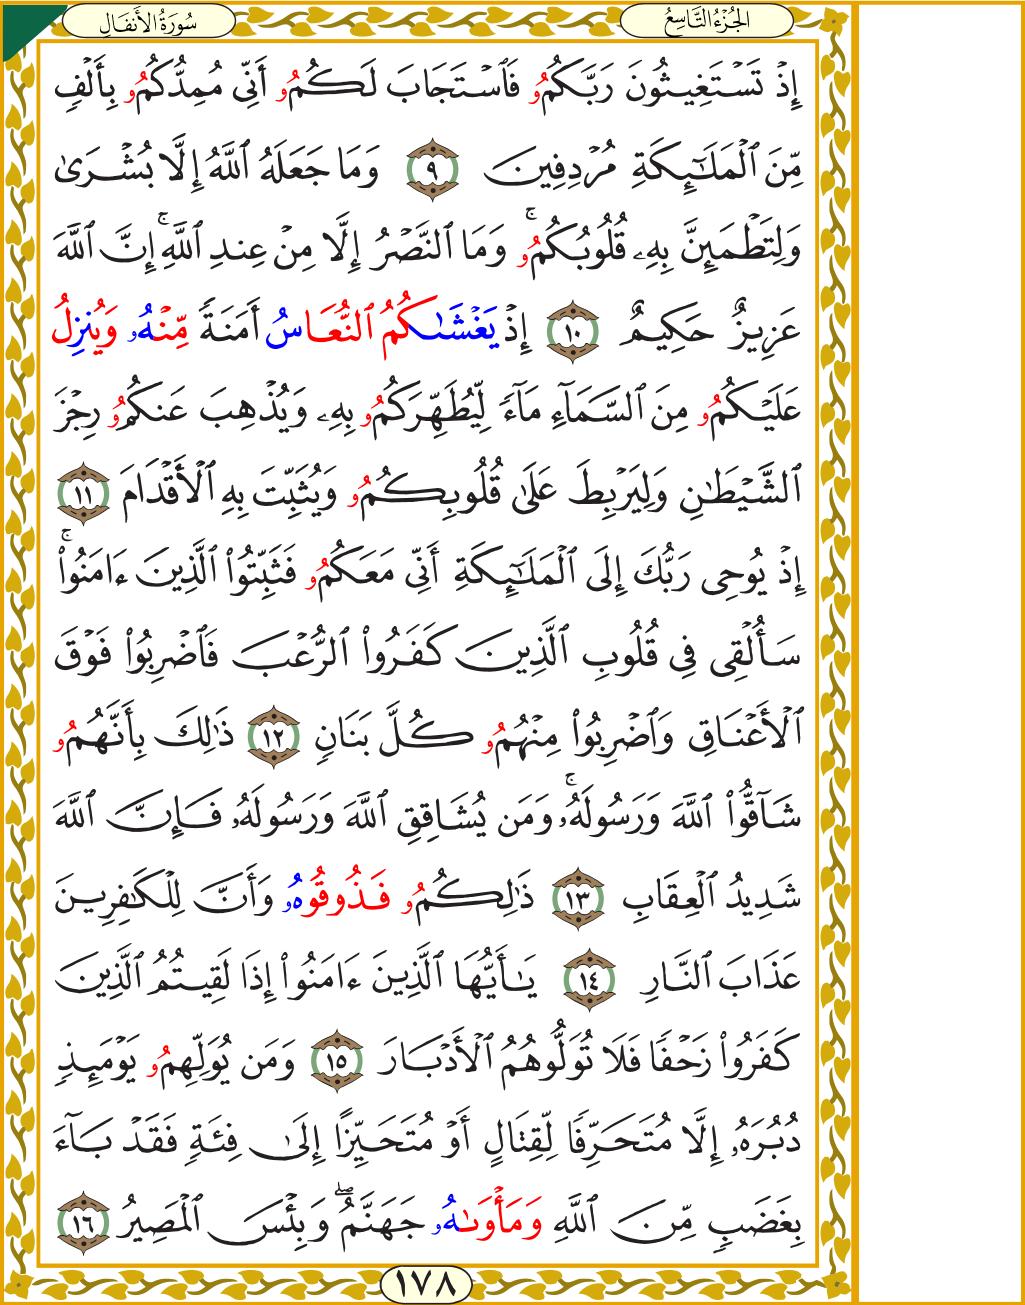 الجُزْءُ التَّاسِعُ
سُورَةُ الأَنفَالِ
إِذْ تَسْتَغِيثُونَ رَبَّكُمُۥ فَٱسْتَجَابَ لَكُمُۥ أَنِّى مُمِدُّكُمُۥ بِأَلْفٍ
مِّنَ ٱلْمَلَٰٓئِكَةِ مُرْدِفِينَ ٩ وَمَا جَعَلَهُ ٱللَّهُ إِلَّا بُشْرَىٰ
وَلِتَطْمَئِنَّ بِهِۦ قُلُوبُكُمُۥ ۚ وَمَا ٱلنَّصْرُ إِلَّا مِنْ عِندِ ٱللَّهِ ۚ إِنَّ ٱللَّهَ
عَزِيزٌ حَكِيمٌ ١٠ إِذْ يَغْشَىٰكُمُ ٱلنُّعَاسُ أَمَنَةً مِّنْهُۥ وَيُنزِلُ
عَلَيْكُمُۥ مِنَ ٱلسَّمَآءِ مَآءً لِّيُطَهِّرَكُمُۥ بِهِۦ وَيُذْهِبَ عَنكُمُۥ رِجْزَ
ٱلشَّيْطَٰنِ وَلِيَرْبِطَ عَلَىٰ قُلُوبِكُمُۥ وَيُثَبِّتَ بِهِ ٱلْأَقْدَامَ ١١
إِذْ يُوحِى رَبُّكَ إِلَى ٱلْمَلَٰٓئِكَةِ أَنِّى مَعَكُمُۥ فَثَبِّتُوا۟ ٱلَّذِينَ ءَامَنُوا۟ ۚ
سَأُلْقِى فِى قُلُوبِ ٱلَّذِينَ كَفَرُوا۟ ٱلرُّعْبَ فَٱضْرِبُوا۟ فَوْقَ
ٱلْأَعْنَاقِ وَٱضْرِبُوا۟ مِنْهُمُۥ كُلَّ بَنَانٍ ١٢ ذَٰلِكَ بِأَنَّهُمُۥ
شَآقُّوا۟ ٱللَّهَ وَرَسُولَهُۥ ۚ وَمَن يُشَاقِقِ ٱللَّهَ وَرَسُولَهُۥ فَإِنَّ ٱللَّهَ
شَدِيدُ ٱلْعِقَابِ ١٣ ذَٰلِكُمُۥ فَذُوقُوهُۥ وَأَنَّ لِلْكَٰفِرِينَ
عَذَابَ ٱلنَّارِ ١٤ يَٰٓأَيُّهَا ٱلَّذِينَ ءَامَنُوا۟ إِذَا لَقِيتُمُ ٱلَّذِينَ
كَفَرُوا۟ زَحْفًا فَلَا تُوَلُّوهُمُ ٱلْأَدْبَارَ ١٥ وَمَن يُوَلِّهِمُۥ يَوْمَئِذٍ
دُبُرَهُۥ إِلَّا مُتَحَرِّفًا لِّقِتَالٍ أَوْ مُتَحَيِّزًا إِلَىٰ فِئَةٍ فَقَدْ بَآءَ
بِغَضَبٍ مِّنَ ٱللَّهِ وَمَأْوَىٰهُۥ جَهَنَّمُ ۖ وَبِئْسَ ٱلْمَصِيرُ ١٦
١٧٨